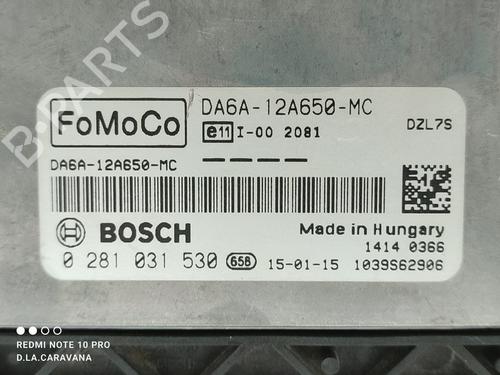 FoMoCo
DA6A-12A650-MC
e11 I-00 2081
DZL7S
DA6A-12A650-MC
BOSCH
Made in Hungary
1414 0366
0 281 031 530 658 15-01-15 1039S62906
REDMI NOTE 10 PRO
D.LA.CARAVANA